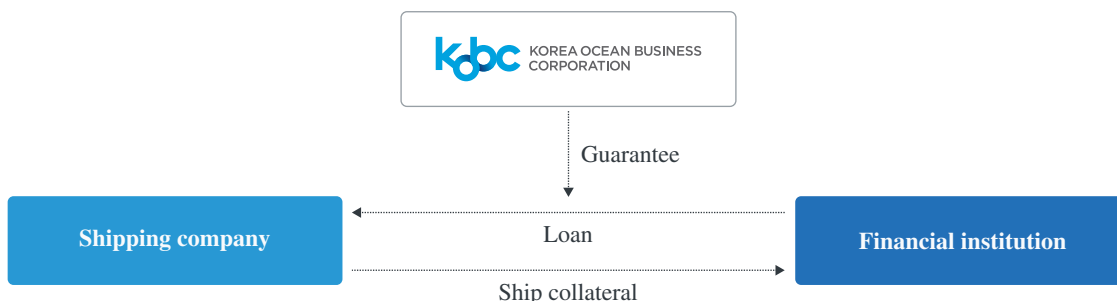 kobc KOREA OCEAN BUSINESS
CORPORATION
Guarantee
Shipping company
Loan
Financial institution
Ship collateral